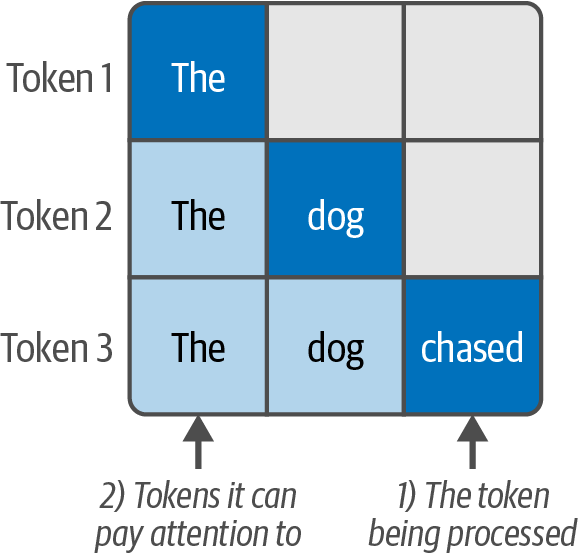 Token 1 The
Token 2 The dog
Token 3 The dog chased
2) Tokens it can
pay attention to
1) The token
being processed